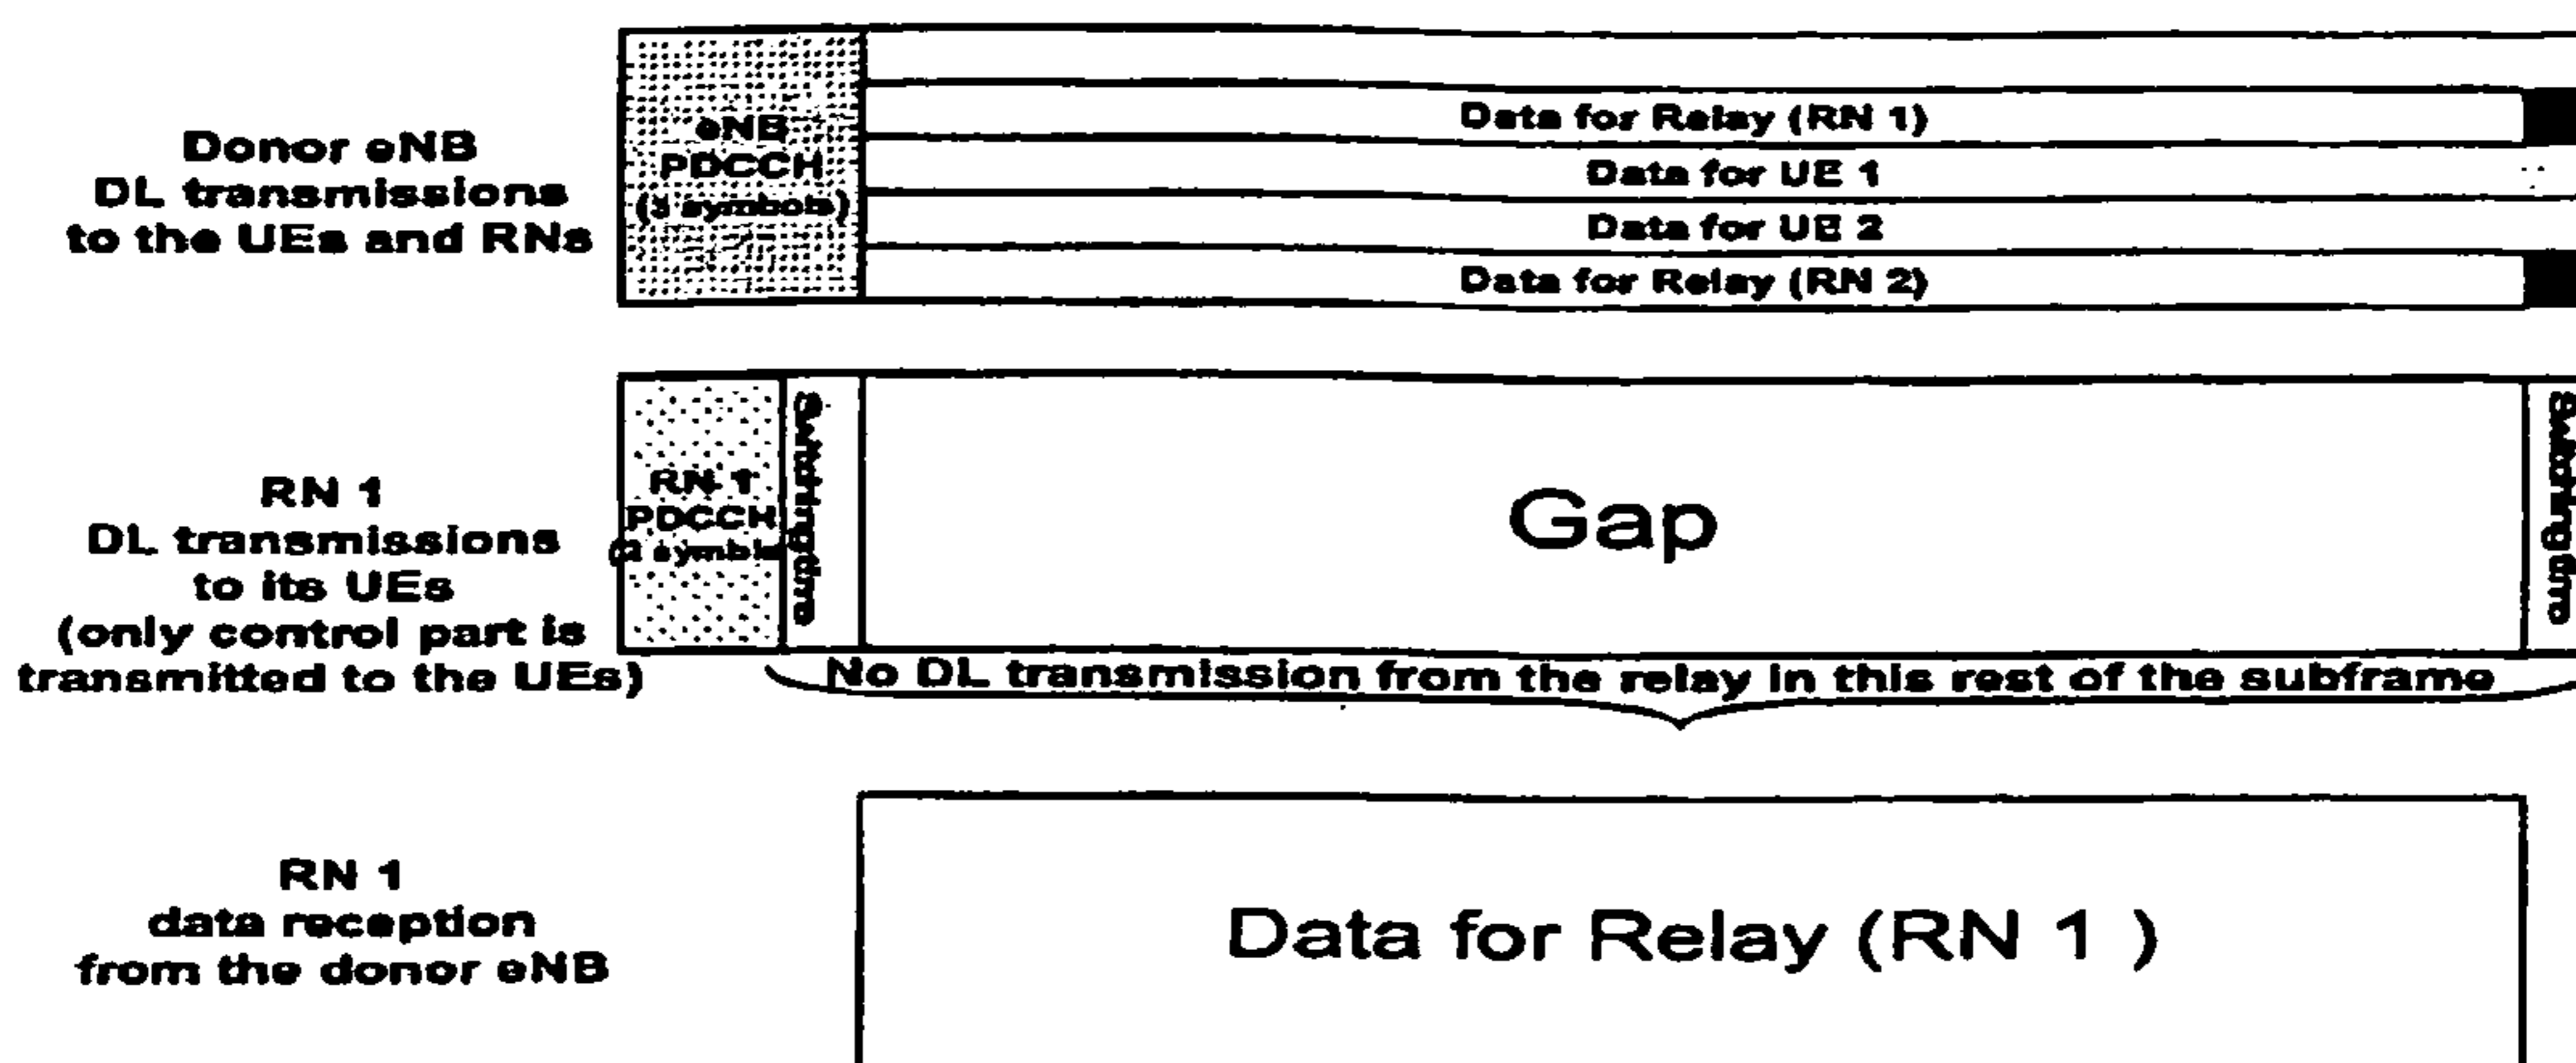 Donor eNB
DL transmissions
to the UEs and RNs
eNB
PDCCH
(3 symbols)
Data for Relay (RN 1)
Data for UE 1
Data for UE 2
Data for Relay (RN 2)
RN 1
DL transmissions
to its UEs
(only control part is
transmitted to the UEs)
RN 1
PDCCH
(2 symbls
Switching time
Gap
Switching time
No DL transmission from the relay in this rest of the subframe
RN 1
data reception
from the donor eNB
Data for Relay (RN 1 )